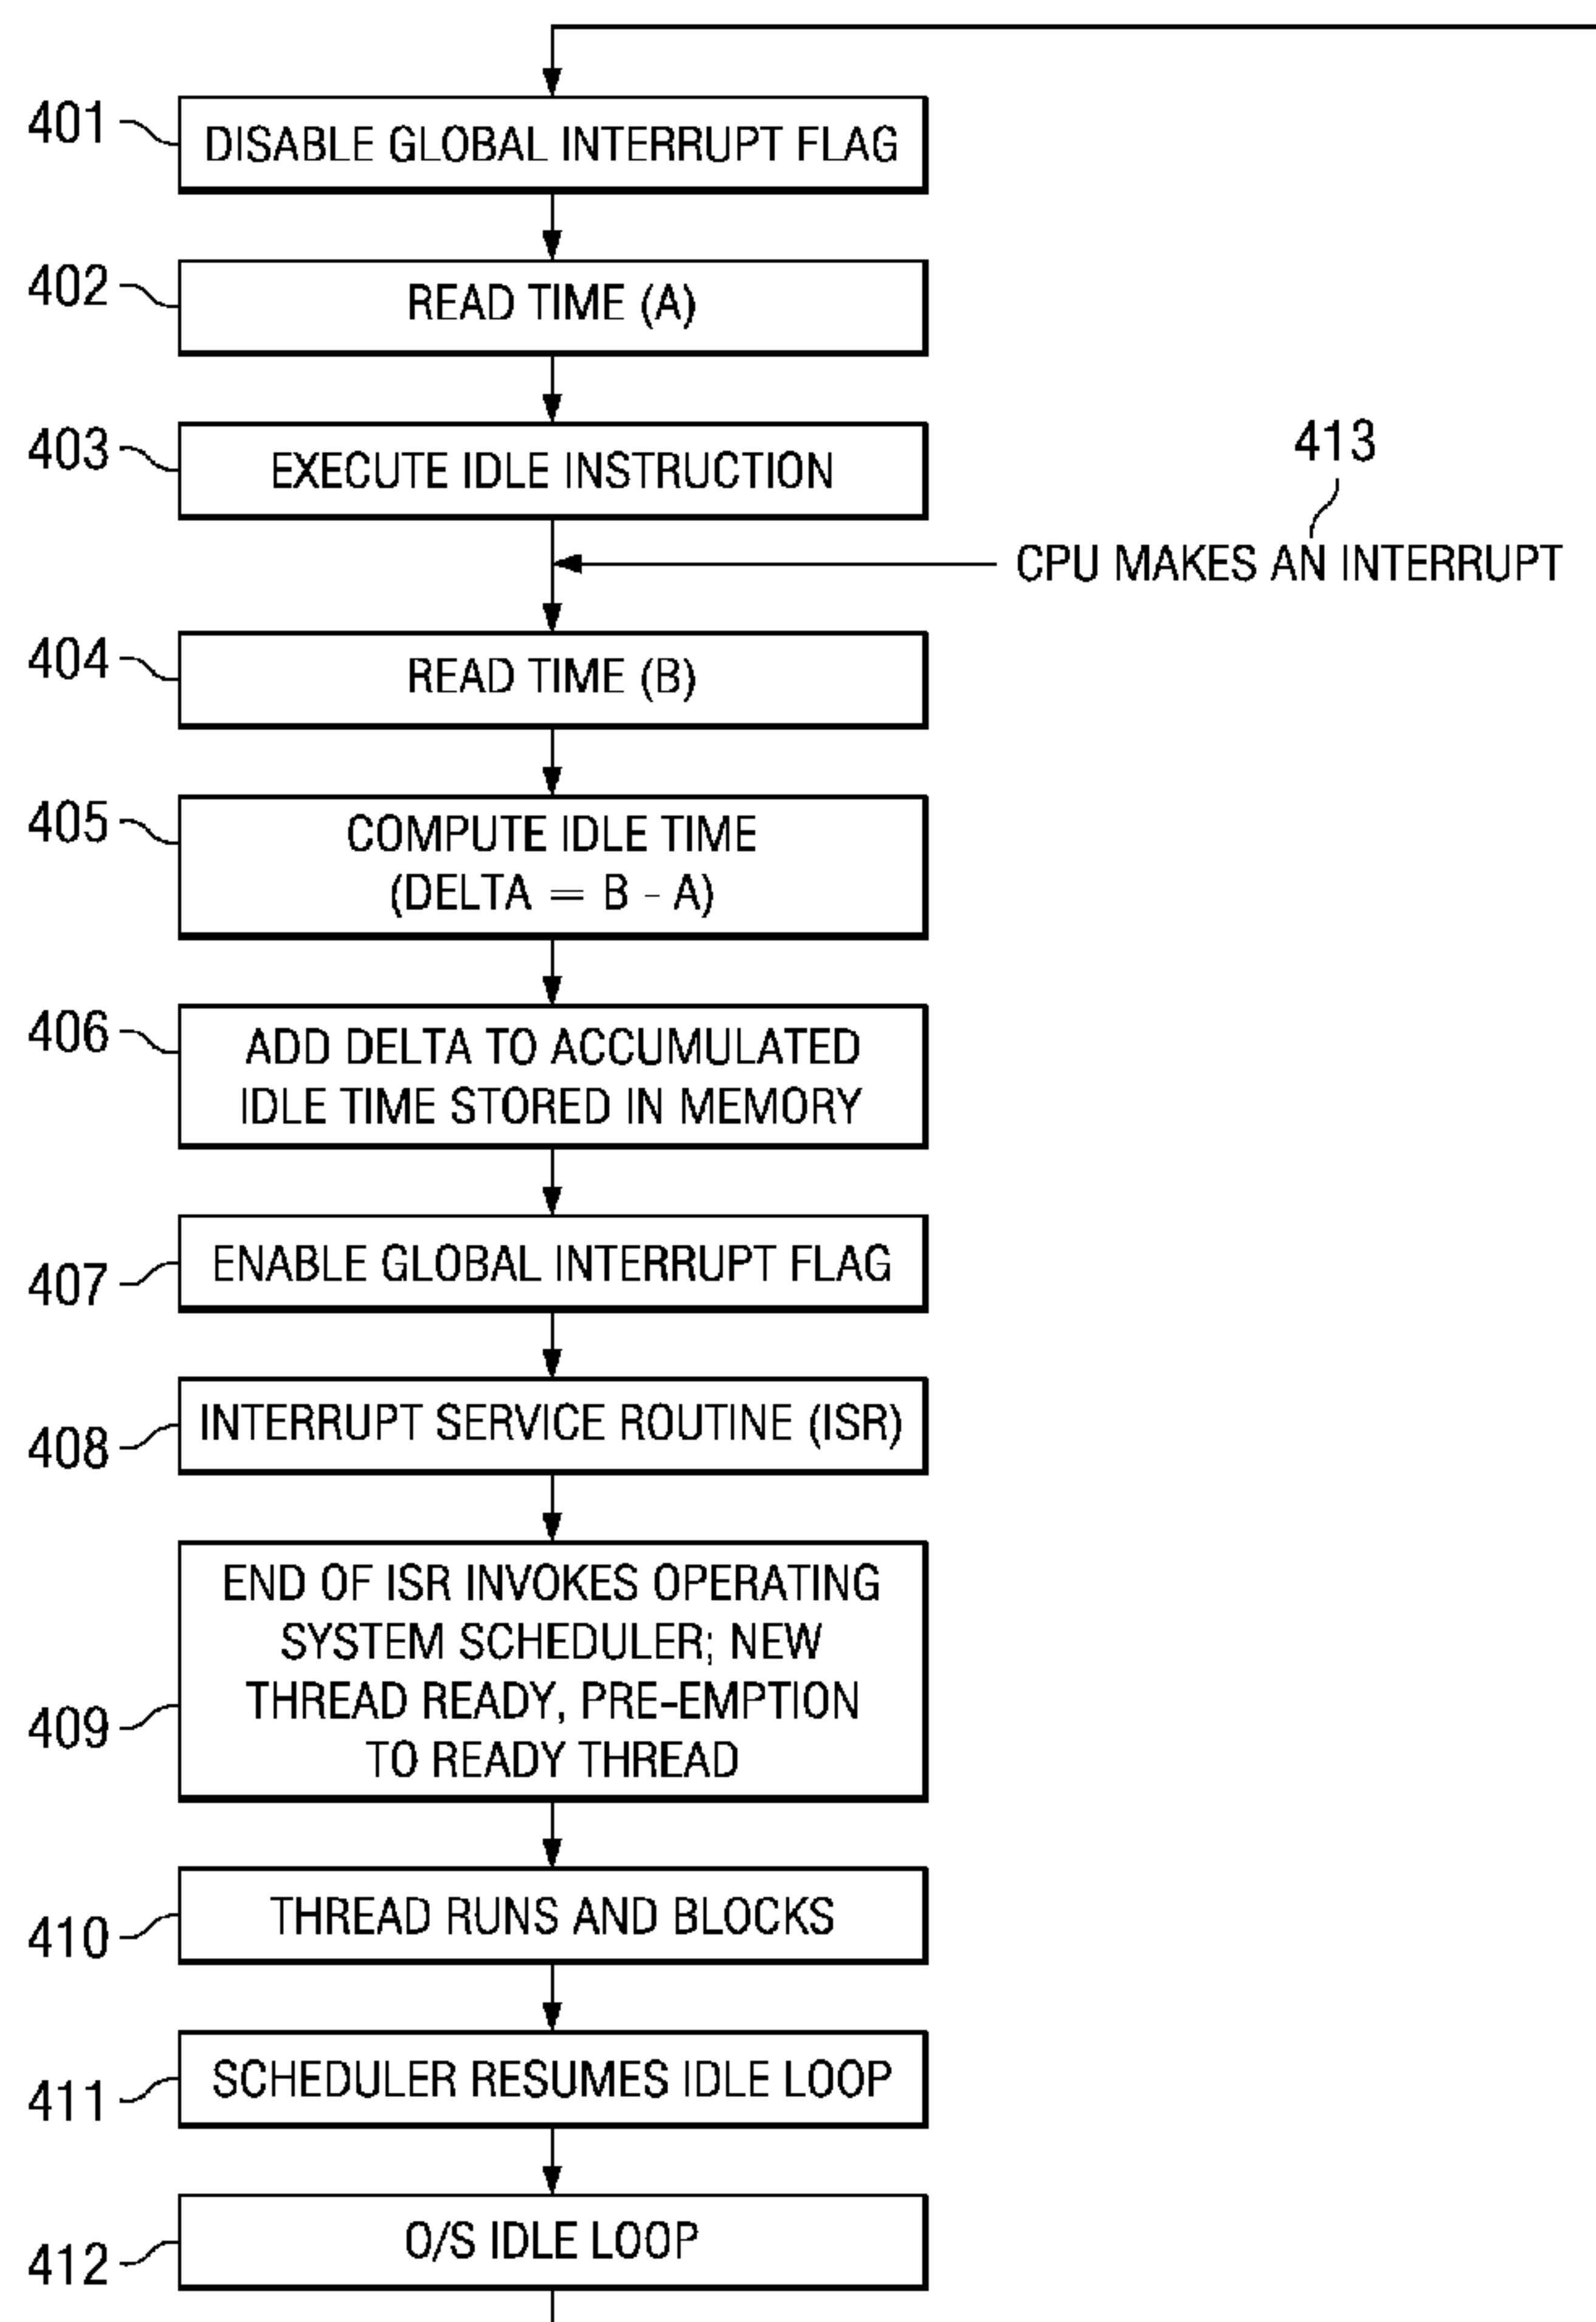 401
DISABLE GLOBAL INTERRUPT FLAG
402
READ TIME (A)
403
EXECUTE IDLE INSTRUCTION
413
CPU MAKES AN INTERRUPT
404
READ TIME (B)
405
COMPUTE IDLE TIME
(DELTA = B - A)
406
ADD DELTA TO ACCUMULATED
IDLE TIME STORED IN MEMORY
407
ENABLE GLOBAL INTERRUPT FLAG
408
INTERRUPT SERVICE ROUTINE (ISR)
409
END OF ISR INVOKES OPERATING
SYSTEM SCHEDULER; NEW
THREAD READY, PRE-EMPTION
TO READY THREAD
410
THREAD RUNS AND BLOCKS
411
SCHEDULER RESUMES IDLE LOOP
412
O/S IDLE LOOP